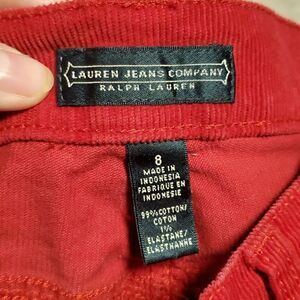 LAUREN JEANS COMPANY
RALPH LAUREN
8
MADE IN
INDONESIA
FABRIQUE EN
INDONESIE
99% COTTON/
COTON
1%
ELASTANE/
ELASTHANNE